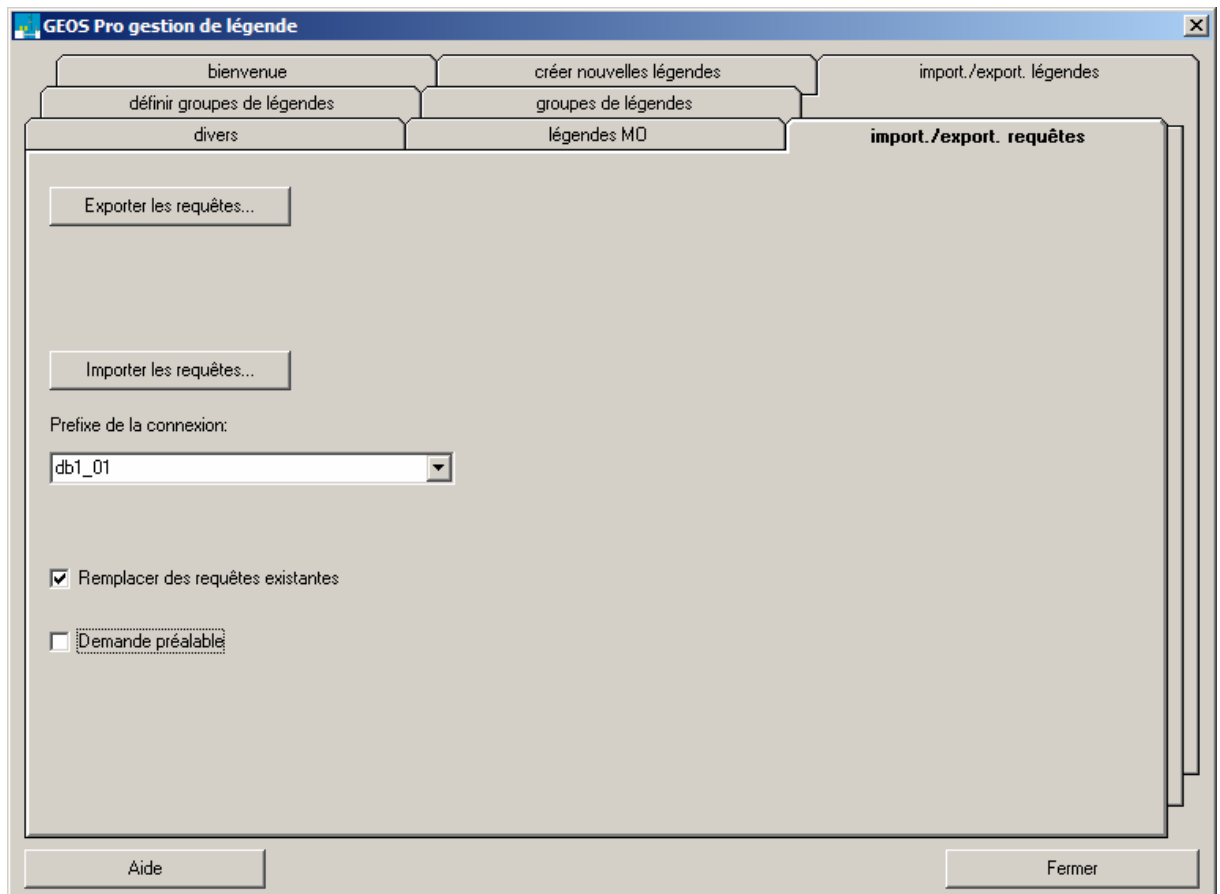 GEOS Pro gestion de légende
bienvenue
créer nouvelles légendes
import./export. légendes
définir groupes de légendes
groupes de légendes
divers
légendes MO
import./export. requêtes
Exporter les requêtes...
Importer les requêtes...
Prefixe de la connexion:
db1_01
Remplacer des requêtes existantes
Demande préalable
Aide
Fermer